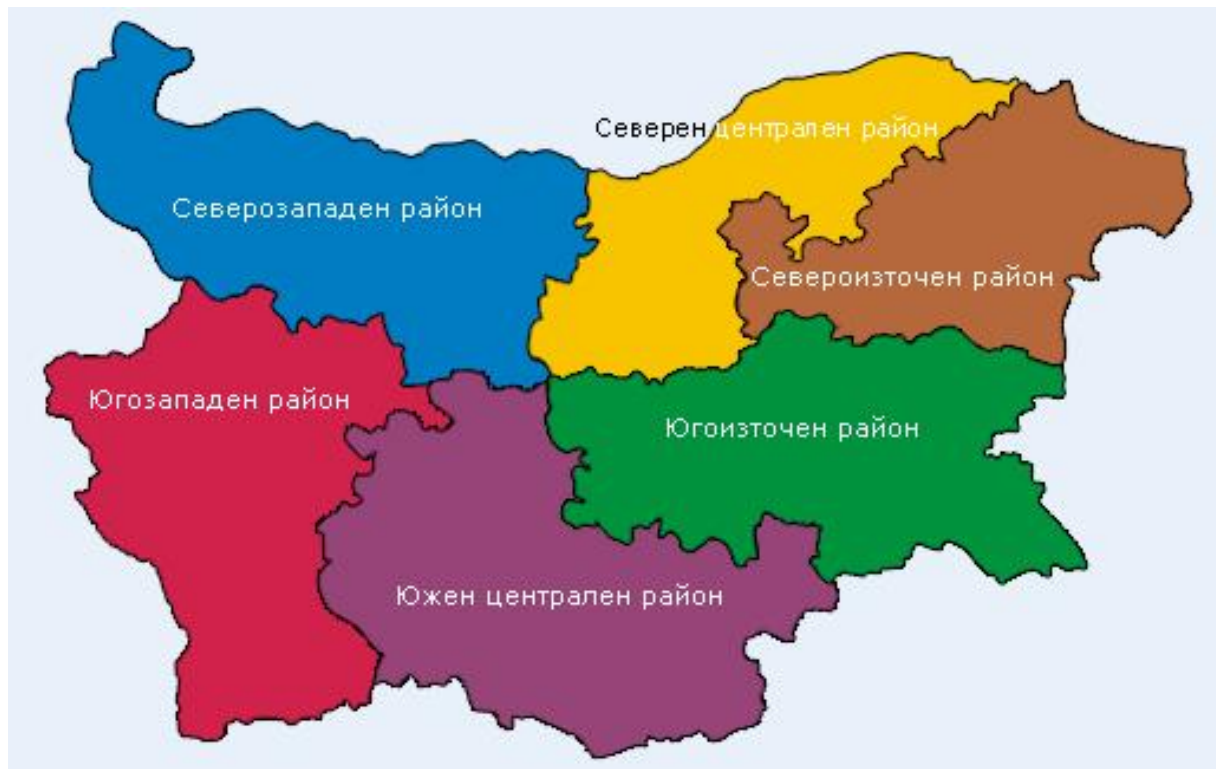 Северен централен район
Северозападен район
Североизточен район
Югозападен район
Югоизточен район
Южен централен район